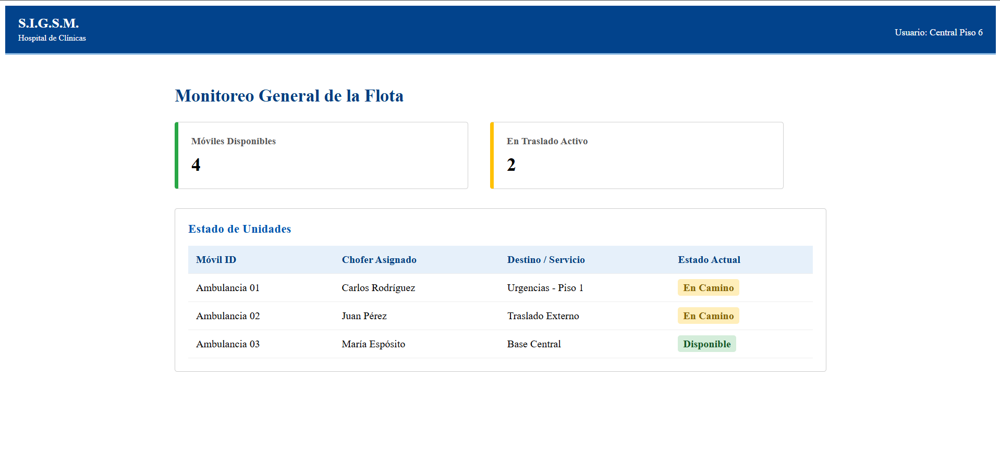 S.I.G.S.M.
Hospital de Clínicas
Usuario: Central Piso 6
Monitoreo General de la Flota
Móviles Disponibles
4
En Traslado Activo
2
Estado de Unidades
Móvil ID Chofer Asignado Destino / Servicio Estado Actual
Ambulancia 01 Carlos Rodríguez Urgencias - Piso 1 En Camino
Ambulancia 02 Juan Pérez Traslado Externo En Camino
Ambulancia 03 María Espósito Base Central Disponible